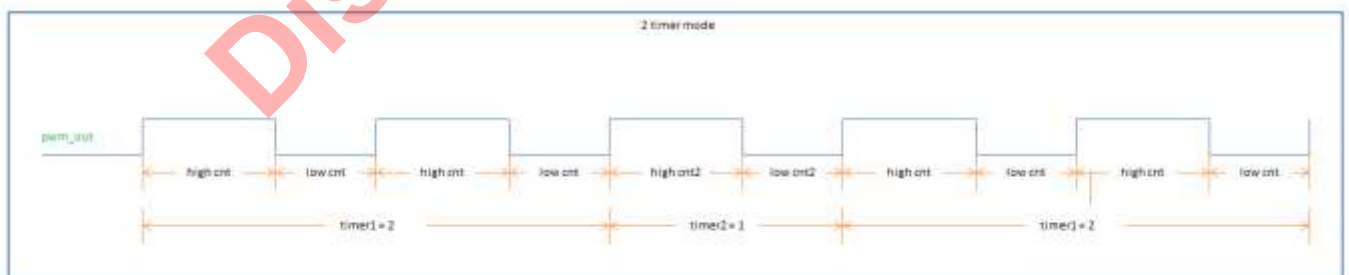 DIS
2 timer mode
pwm_out
high cnt low cnt high cnt low cnt high cnt2 low cnt2 high cnt low cnt high cnt low cnt
timer1 = 2 timer2 = 1 timer1 = 2